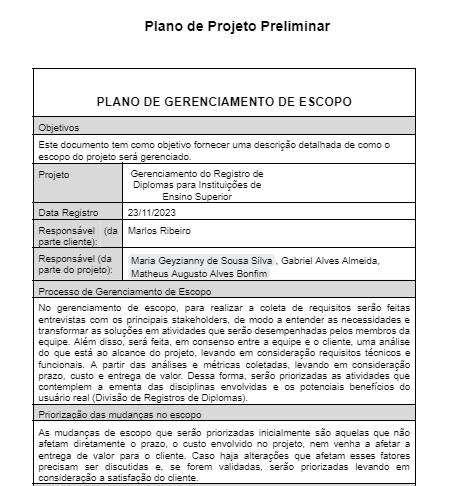 Plano de Projeto Preliminar
PLANO DE GERENCIAMENTO DE ESCOPO
Objetivos
Este documento tem como objetivo fornecer uma descrição detalhada de como o
escopo do projeto será gerenciado.
Projeto
Gerenciamento do Registro de
Diplomas para Instituições de
Ensino Superior
Data Registro
23/11/2023
Responsável (da
parte cliente):
Marlos Ribeiro
Responsável (da
parte do projeto):
Maria Geyzianny de Sousa Silva , Gabriel Alves Almeida,
Matheus Augusto Alves Bonfim
Processo de Gerenciamento de Escopo
No gerenciamento de escopo, para realizar a coleta de requisitos serão feitas
entrevistas com os principais stakeholders, de modo a entender as necessidades e
transformar as soluções em atividades que serão desempenhadas pelos membros da
equipe. Além disso, será feita, em consenso entre a equipe e o cliente, uma análise
do que está ao alcance do projeto, levando em consideração requisitos técnicos e
funcionais. A partir das análises e métricas coletadas, levando em consideração
prazo, custo e entrega de valor. Dessa forma, serão priorizadas as atividades que
contemplem a ementa das disciplinas envolvidas e os potenciais benefícios do
usuário real (Divisão de Registros de Diplomas).
Priorização das mudanças no escopo
As mudanças de escopo que serão priorizadas inicialmente são aquelas que não
afetam diretamente o prazo, o custo envolvido no projeto, nem venha a afetar a
entrega de valor para o cliente. Caso haja alterações que afetam esses fatores
precisam ser discutidas e, se forem validadas, serão priorizadas levando em
consideração a satisfação do cliente.